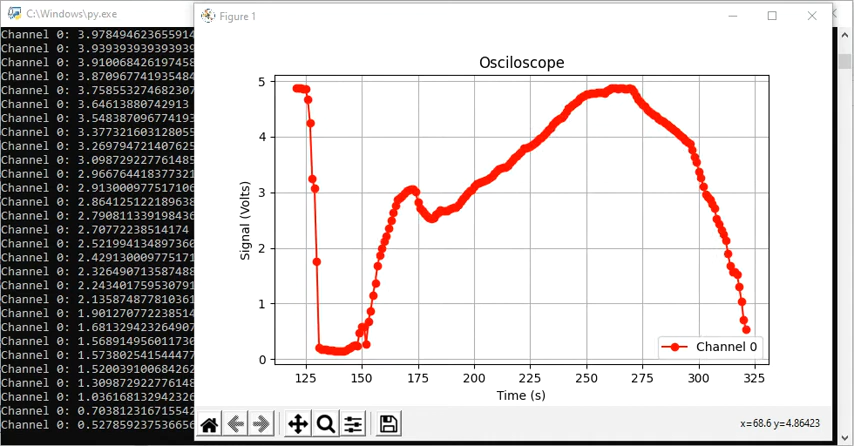 C:\Windows\py.exe
Figure 1
Channel 0: 3.978494623655914
Channel 0: 3.939393939393939
Channel 0: 3.910068426197458
Channel 0: 3.870967741935484
Channel 0: 3.758553274682307
Channel 0: 3.64613880742913
Channel 0: 3.548387096774193
Channel 0: 3.377321603128055
Channel 0: 3.269794721407625
Channel 0: 3.098729227761485
Channel 0: 2.966764418377321
Channel 0: 2.913000977517106
Channel 0: 2.864125122189638
Channel 0: 2.790811339198436
Channel 0: 2.70772238514174
Channel 0: 2.521994134897360
Channel 0: 2.429130009775171
Channel 0: 2.326490713587488
Channel 0: 2.243401759530791
Channel 0: 2.135874877810361
Channel 0: 1.901270772238514
Channel 0: 1.681329423264907
Channel 0: 1.568914956011730
Channel 0: 1.573802541544477
Channel 0: 1.520039100684262
Channel 0: 1.309872922776148
Channel 0: 1.036168132942326
Channel 0: 0.703812316715542
Channel 0: 0.527859237536656
Osciloscope
Signal (Volts)
5
4
3
2
1
0
125 150 175 200 225 250 275 300 325
Time (s)
Channel 0
x=68.6 y=4.86423